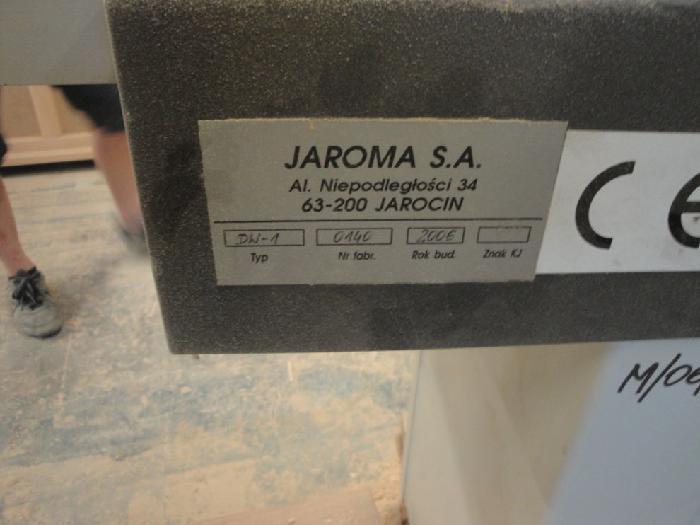 JAROMA S.A.
Al. Niepodległości 34
63-200 JAROCIN
DW-1 0140 2006
Typ Nr fabr. Rok bud. Znak KJ
CE
M/06